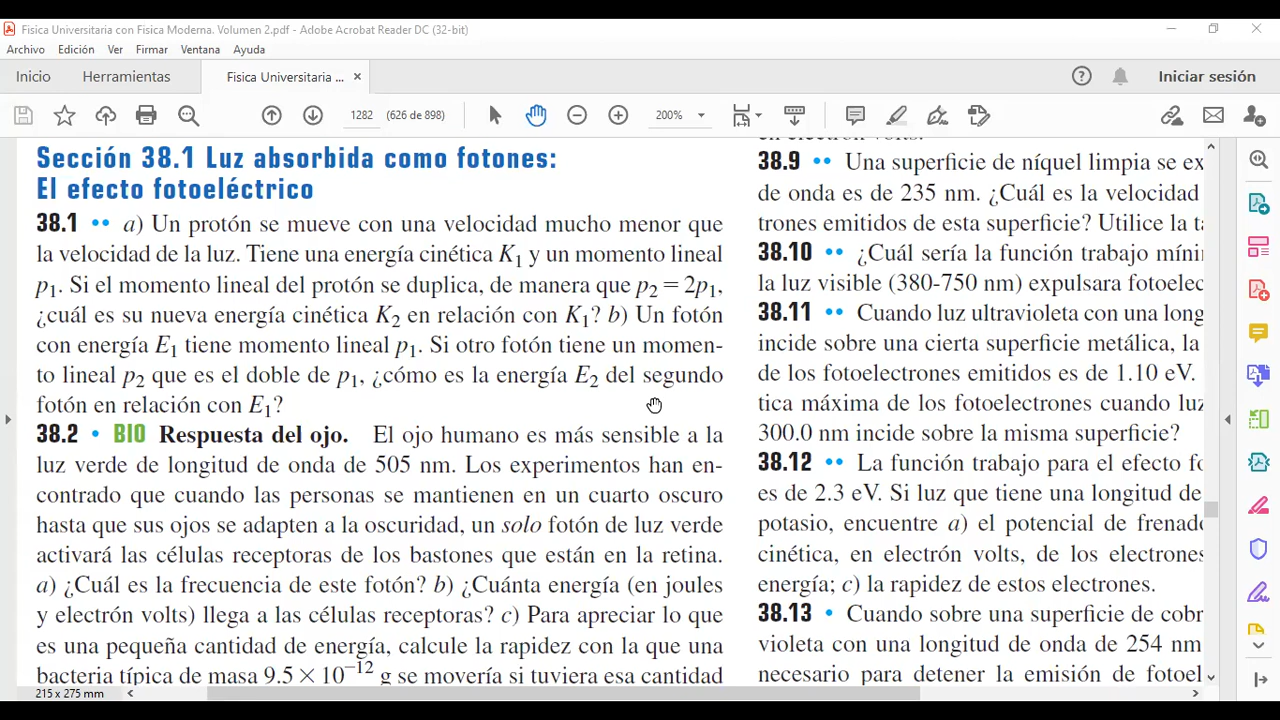 Fisica Universitaria con Fisica Moderna. Volumen 2.pdf - Adobe Acrobat Reader DC (32-bit)
Archivo Edición Ver Firmar Ventana Ayuda
Inicio Herramientas Fisica Universitaria ... × Iniciar sesión
1282 (626 de 898) 200%
Sección 38.1 Luz absorbida como fotones:
El efecto fotoeléctrico
38.1 •• a) Un protón se mueve con una velocidad mucho menor que
la velocidad de la luz. Tiene una energía cinética K₁ y un momento lineal
p₁. Si el momento lineal del protón se duplica, de manera que p₂ = 2p₁,
¿cuál es su nueva energía cinética K₂ en relación con K₁? b) Un fotón
con energía E₁ tiene momento lineal p₁. Si otro fotón tiene un momen-
to lineal p₂ que es el doble de p₁, ¿cómo es la energía E₂ del segundo
fotón en relación con E₁?
38.2 • BIO Respuesta del ojo. El ojo humano es más sensible a la
luz verde de longitud de onda de 505 nm. Los experimentos han en-
contrado que cuando las personas se mantienen en un cuarto oscuro
hasta que sus ojos se adapten a la oscuridad, un solo fotón de luz verde
activará las células receptoras de los bastones que están en la retina.
a) ¿Cuál es la frecuencia de este fotón? b) ¿Cuánta energía (en joules
y electrón volts) llega a las células receptoras? c) Para apreciar lo que
es una pequeña cantidad de energía, calcule la rapidez con la que una
bacteria típica de masa 9.5 × 10⁻¹² g se movería si tuviera esa cantidad
en electrón volts.
38.9 •• Una superficie de níquel limpia se ex
de onda es de 235 nm. ¿Cuál es la velocidad
trones emitidos de esta superficie? Utilice la ta
38.10 •• ¿Cuál sería la función trabajo míni
la luz visible (380-750 nm) expulsara fotoelec
38.11 •• Cuando luz ultravioleta con una long
incide sobre una cierta superficie metálica, la
de los fotoelectrones emitidos es de 1.10 eV.
tica máxima de los fotoelectrones cuando luz
300.0 nm incide sobre la misma superficie?
38.12 •• La función trabajo para el efecto fo
es de 2.3 eV. Si luz que tiene una longitud de
potasio, encuentre a) el potencial de frenado
cinética, en electrón volts, de los electrones
energía; c) la rapidez de estos electrones.
38.13 • Cuando sobre una superficie de cobr
violeta con una longitud de onda de 254 nm
necesario para detener la emisión de fotoel
215 x 275 mm